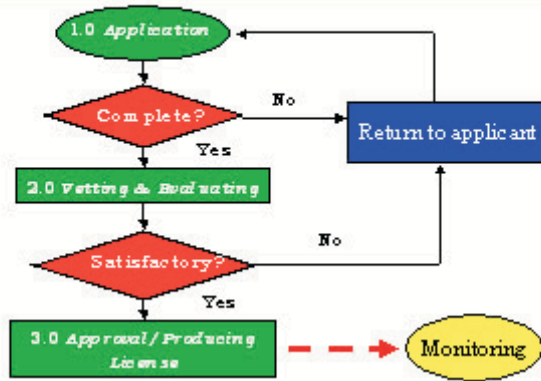 1.0 Application
Complete?
No
Return to applicant
Yes
2.0 Vetting & Evaluating
Satisfactory?
No
Yes
3.0 Approval/Producing
License
Monitoring